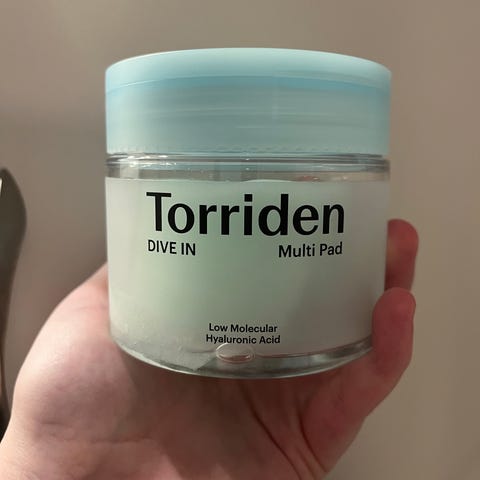 Torriden
DIVE IN Multi Pad
Low Molecular
Hyaluronic Acid